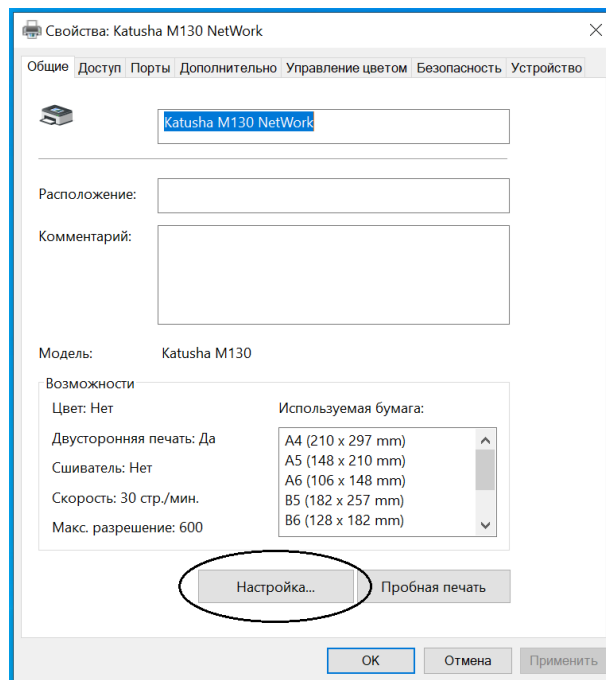 Свойства: Katusha M130 NetWork
Общие Доступ Порты Дополнительно Управление цветом Безопасность Устройство
Katusha M130 NetWork
Расположение:
Комментарий:
Модель: Katusha M130
Возможности
Цвет: Нет
Двусторонняя печать: Да
Сшиватель: Нет
Скорость: 30 стр./мин.
Макс. разрешение: 600
Используемая бумага:
A4 (210 x 297 mm)
A5 (148 x 210 mm)
A6 (106 x 148 mm)
B5 (182 x 257 mm)
B6 (128 x 182 mm)
Настройка... Пробная печать
OK Отмена Применить